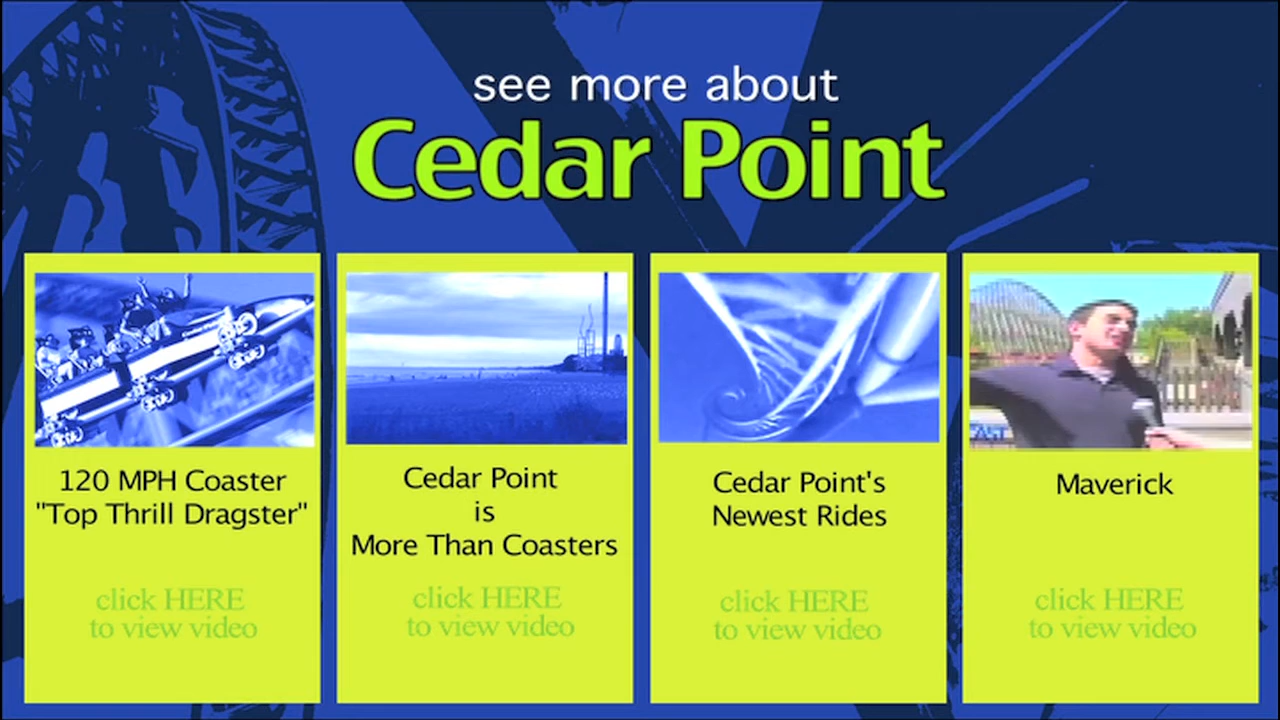 see more about
Cedar Point
120 MPH Coaster
"Top Thrill Dragster"
click HERE
to view video
Cedar Point
is
More Than Coasters
click HERE
to view video
Cedar Point's
Newest Rides
click HERE
to view video
Maverick
click HERE
to view video